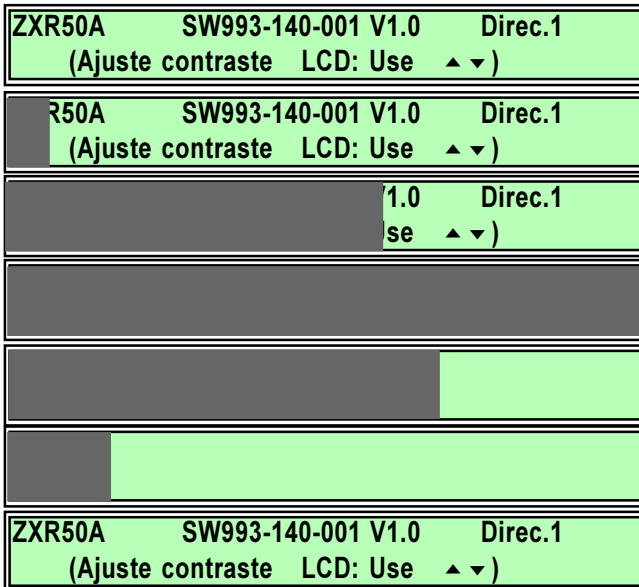 ZXR50A SW993-140-001 V1.0 Direc.1
(Ajuste contraste LCD: Use ▲ ▼)
R50A SW993-140-001 V1.0 Direc.1
(Ajuste contraste LCD: Use ▲ ▼)
1.0 Direc.1
se ▲ ▼)
ZXR50A SW993-140-001 V1.0 Direc.1
(Ajuste contraste LCD: Use ▲ ▼)